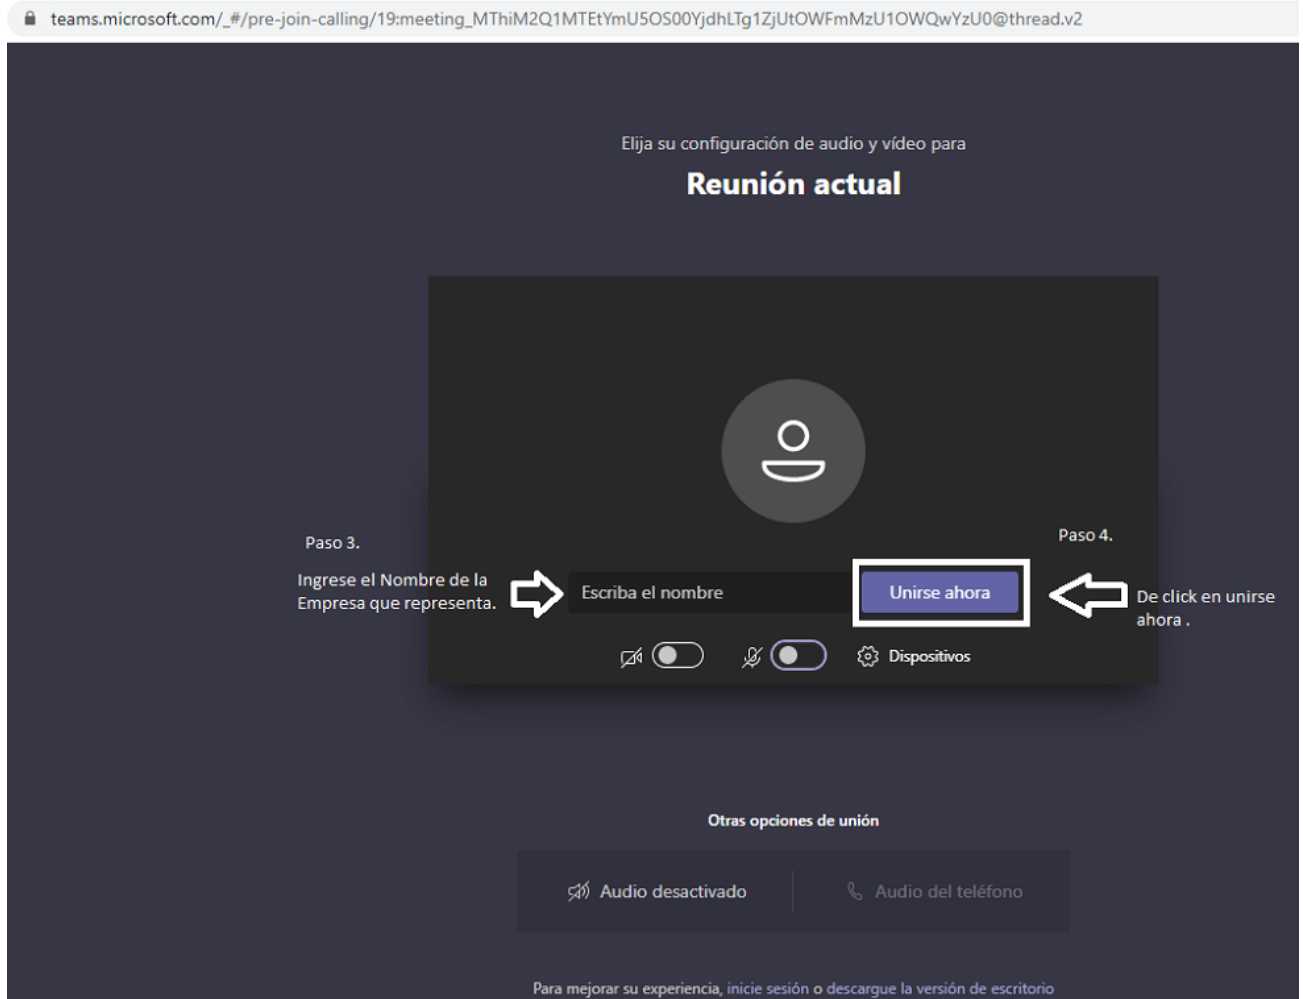 teams.microsoft.com/_#/pre-join-calling/19:meeting_MThiM2Q1MTEtYmU5OS00YjdhLTg1ZjUtOWFmMzU1OWQwYzU0@thread.v2
Elija su configuración de audio y vídeo para
Reunión actual
Paso 3.
Ingrese el Nombre de la
Empresa que representa.
Escriba el nombre
Unirse ahora
Paso 4.
De click en unirse
ahora .
Dispositivos
Otras opciones de unión
Audio desactivado
Audio del teléfono
Para mejorar su experiencia, inicie sesión o descargue la versión de escritorio